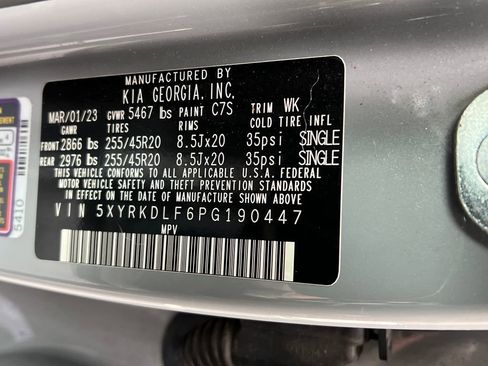 MANUFACTURED BY
KIA GEORGIA, INC.
MAR/01/23 GVWR 5467 lbs PAINT C7S TRIM WK
GAWR TIRES RIMS COLD TIRE INFL
FRONT 2866 lbs 255/45R20 8.5Jx20 35psi SINGLE
REAR 2976 lbs 255/45R20 8.5Jx20 35psi SINGLE
THIS VEHICLE CONFORMS TO ALL APPLICABLE U.S.A. FEDERAL
MOTOR VEHICLE SAFETY AND THEFT PREVENTION STANDARDS
IN EFFECT ON THE DATE OF MANUFACTURE SHOWN ABOVE.
VIN 5XYRKDLF6PG190447
MPV
5410